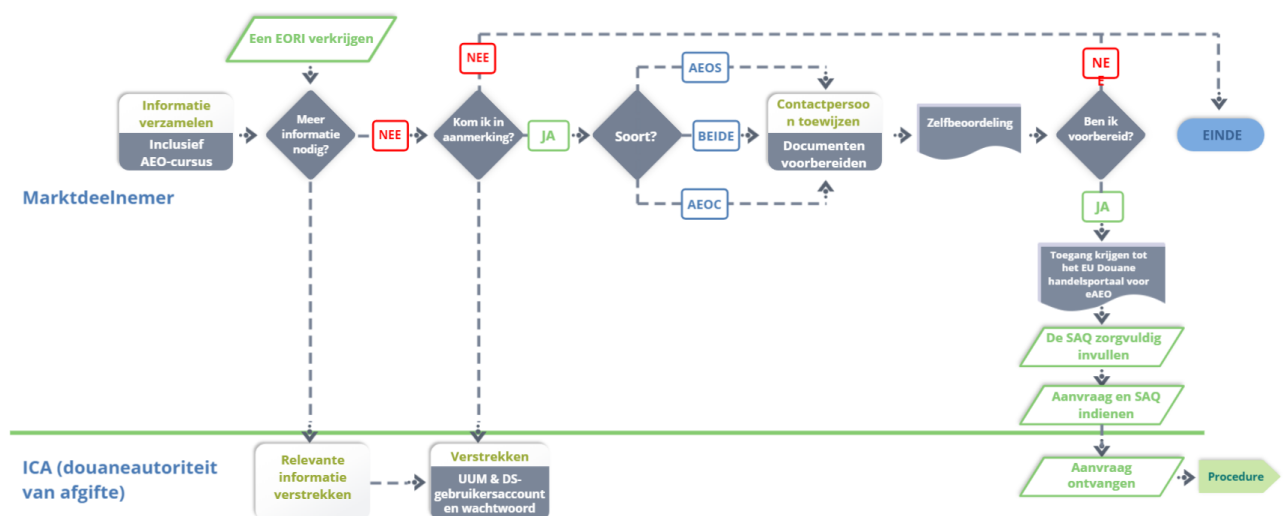 Een EORI verkrijgen
NEE
AEOS
NE
E
Informatie
verzamelen
Inclusief
AEO-cursus
Meer
informatie
nodig?
NEE
Kom ik in
aanmerking?
JA
Soort?
BEIDE
Contactpersoo
n toewijzen
Documenten
voorbereiden
Zelfbeoordeling
Ben ik
voorbereid?
EINDE
Marktdeelnemer
AEOC
JA
Toegang krijgen tot
het EU Douane
handelsportaal voor
eAEO
De SAQ zorgvuldig
invullen
Aanvraag en SAQ
indienen
ICA (douaneautoriteit
van afgifte)
Relevante
informatie
verstrekken
Verstrekken
UUM & DS-
gebruikersaccount
en wachtwoord
Aanvraag
ontvangen
Procedure